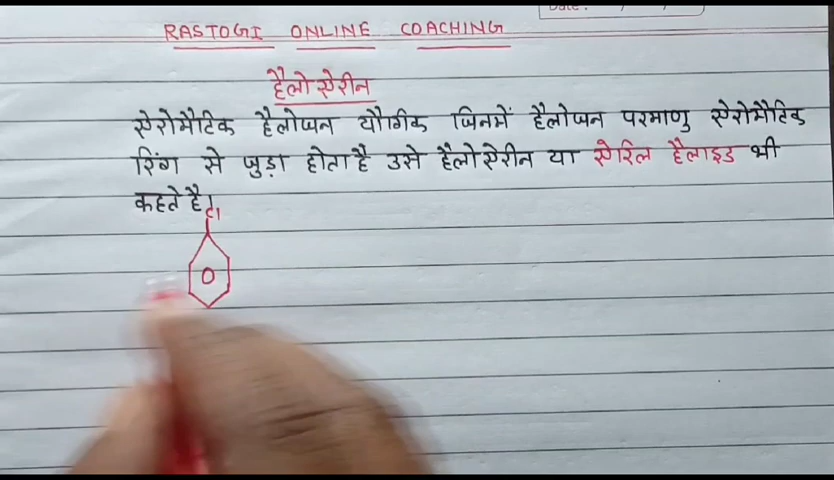 RASTOGI ONLINE COACHING
हैलोऐरीन
ऐरोमैटिक हैलोजन यौगिक जिनमें हैलोजन परमाणु ऐरोमैटिक
रिंग से जुड़ा होता है उसे हैलोऐरीन या ऐरिल हैलाइड भी
कहते है।
Cl